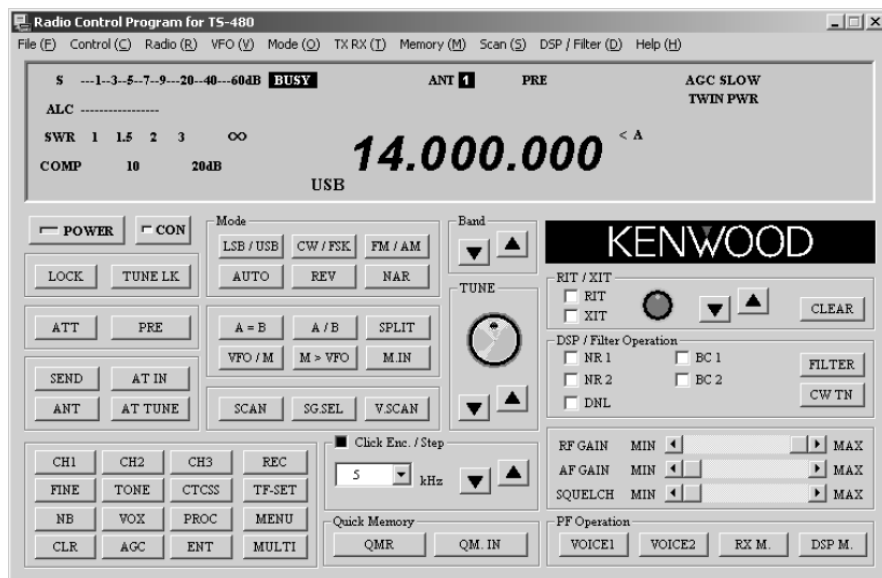 Radio Control Program for TS-480
File (F) Control (C) Radio (R) VFO (V) Mode (O) TX RX (T) Memory (M) Scan (S) DSP / Filter (D) Help (H)
S ---1--3--5--7--9---20--40---60dB BUSY ANT 1 PRE AGC SLOW
TWIN PWR
ALC -----------------
SWR 1 1.5 2 3 ∞
14.000.000 < A
COMP 10 20dB
USB
POWER CON
LOCK TUNE LK
ATT PRE
SEND AT IN
ANT AT TUNE
Mode
LSB / USB CW / FSK FM / AM
AUTO REV NAR
A = B A / B SPLIT
VFO / M M > VFO M.IN
SCAN SG.SEL V.SCAN
Band
TUNE
KENWOOD
RIT / XIT
RIT
XIT
CLEAR
DSP / Filter Operation
NR 1 BC 1
NR 2 BC 2
DNL
FILTER
CW TN
CH1 CH2 CH3 REC
FINE TONE CTCSS TF-SET
NB VOX PROC MENU
CLR AGC ENT MULTI
Click Enc. / Step
5 kHz
Quick Memory
QMR QM. IN
RF GAIN MIN MAX
AF GAIN MIN MAX
SQUELCH MIN MAX
PF Operation
VOICE1 VOICE2 RX M. DSP M.